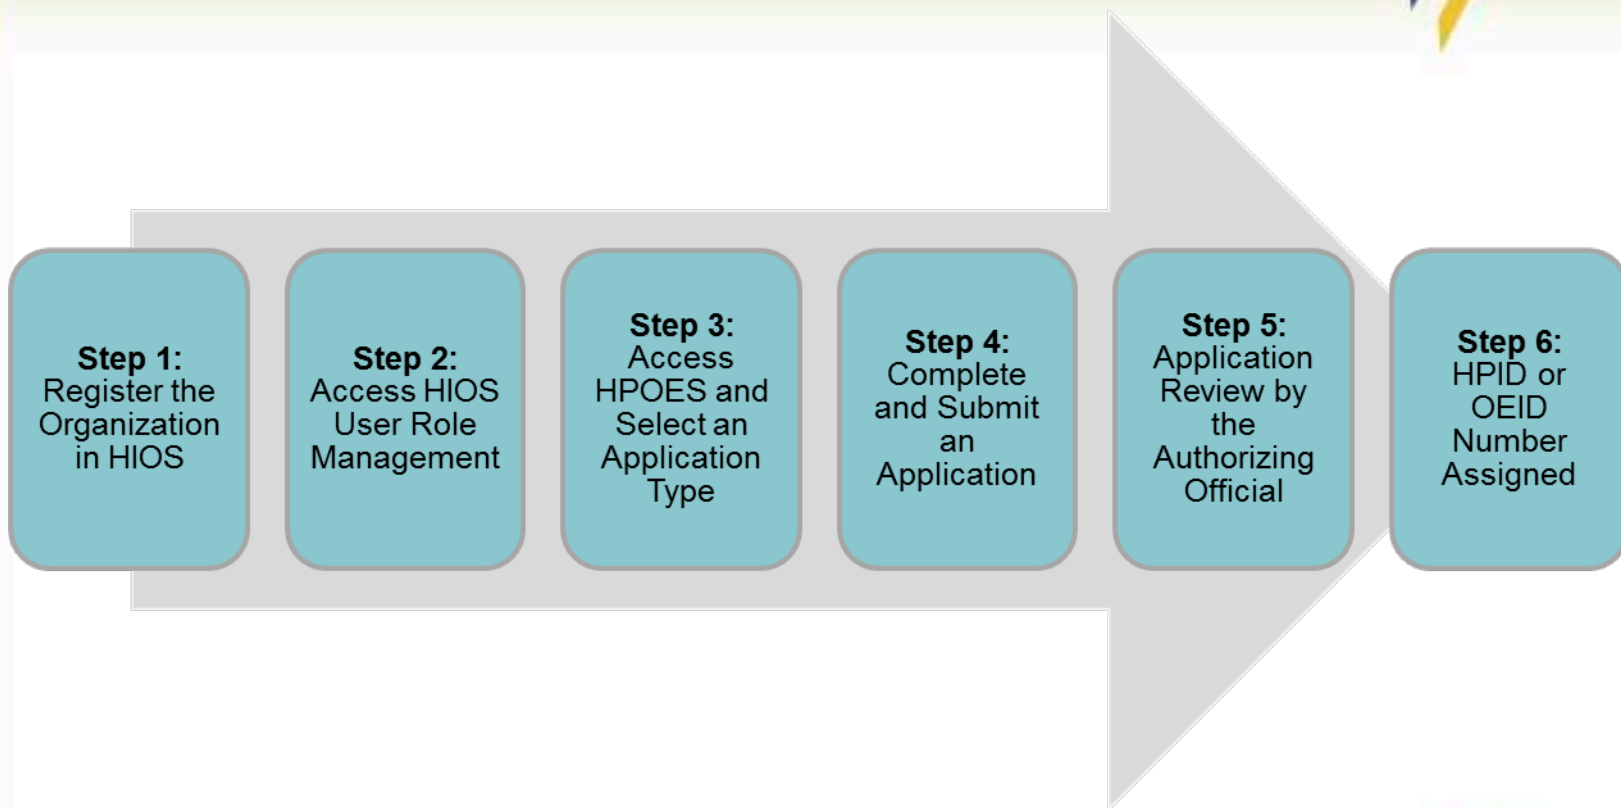 Step 1:
Register the
Organization
in HIOS
Step 2:
Access HIOS
User Role
Management
Step 3:
Access
HPOES and
Select an
Application
Type
Step 4:
Complete
and Submit
an
Application
Step 5:
Application
Review by
the
Authorizing
Official
Step 6:
HPID or
OEID
Number
Assigned